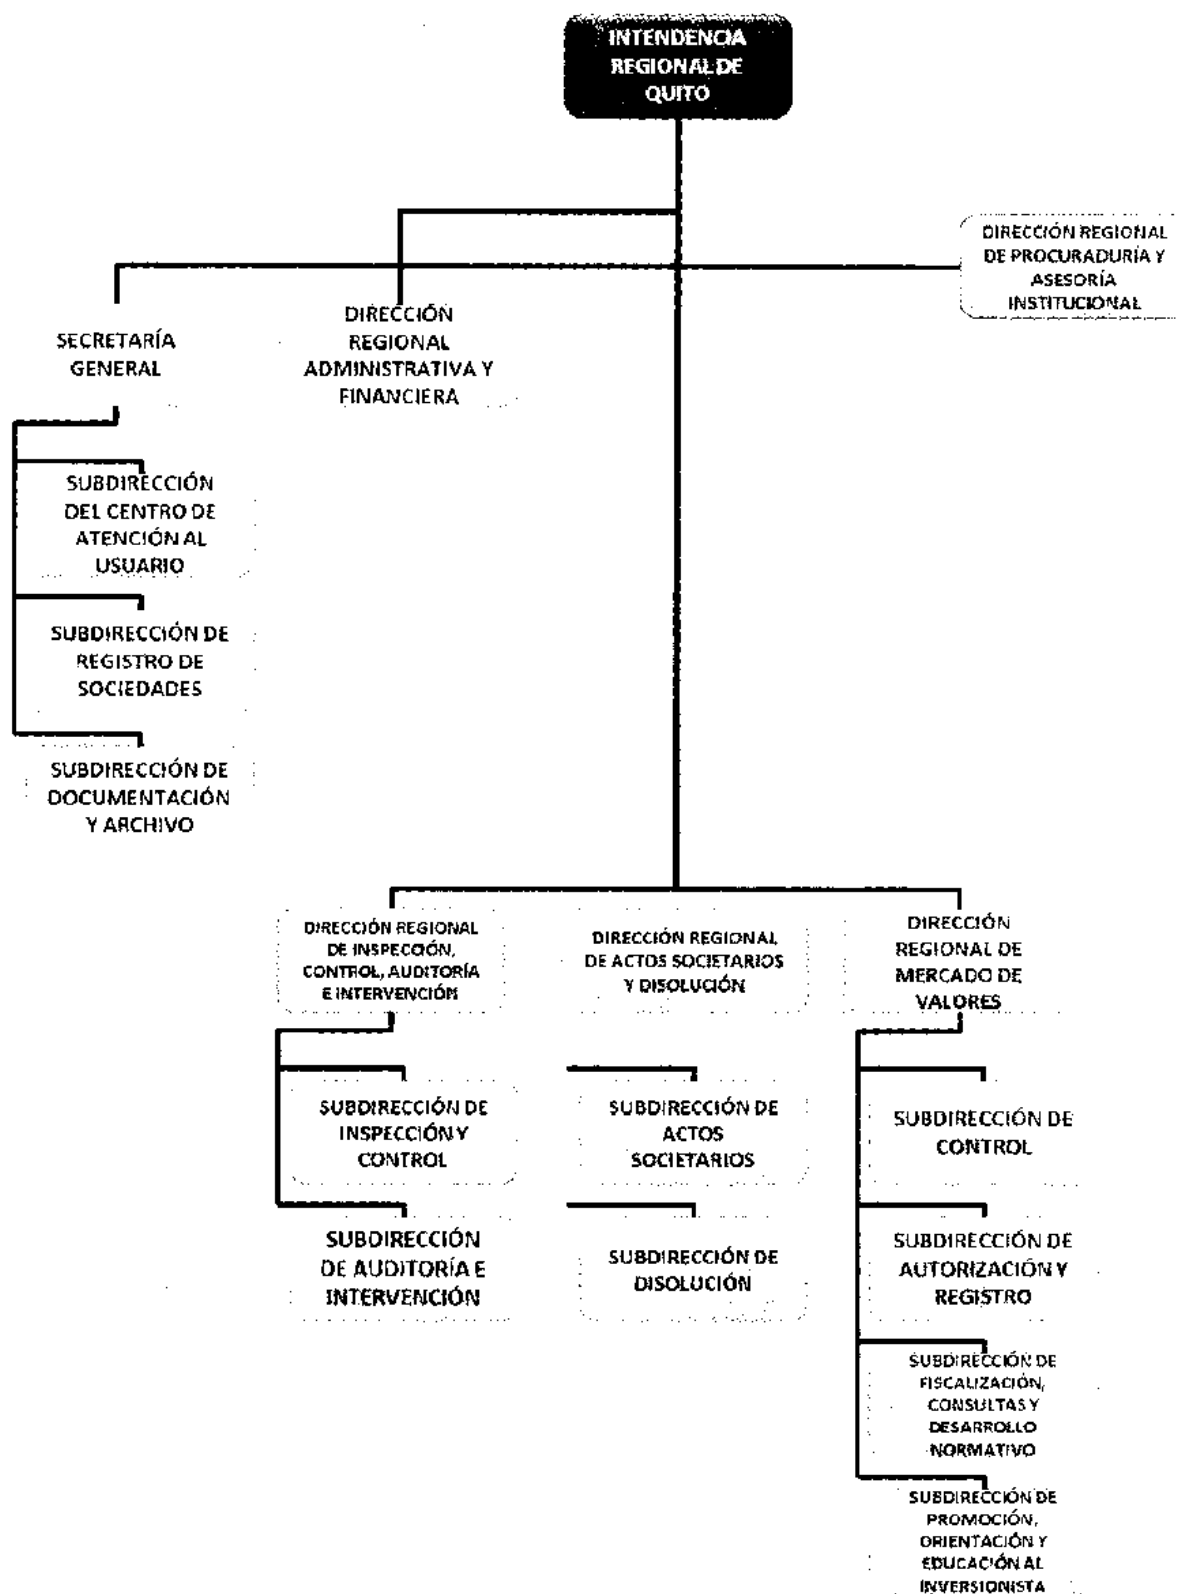 INTENDENCIA
REGIONAL DE
QUITO
DIRECCIÓN REGIONAL
DE PROCURADURÍA Y
ASESORÍA
INSTITUCIONAL
SECRETARÍA
GENERAL
DIRECCIÓN
REGIONAL
ADMINISTRATIVA Y
FINANCIERA
SUBDIRECCIÓN
DEL CENTRO DE
ATENCIÓN AL
USUARIO
SUBDIRECCIÓN DE
REGISTRO DE
SOCIEDADES
SUBDIRECCIÓN DE
DOCUMENTACIÓN
Y ARCHIVO
DIRECCIÓN REGIONAL
DE INSPECCIÓN,
CONTROL, AUDITORÍA
E INTERVENCIÓN
DIRECCIÓN REGIONAL
DE ACTOS SOCIETARIOS
Y DISOLUCIÓN
DIRECCIÓN
REGIONAL DE
MERCADO DE
VALORES
SUBDIRECCIÓN DE
INSPECCIÓN Y
CONTROL
SUBDIRECCIÓN DE
ACTOS
SOCIETARIOS
SUBDIRECCIÓN DE
CONTROL
SUBDIRECCIÓN
DE AUDITORÍA E
INTERVENCIÓN
SUBDIRECCIÓN DE
DISOLUCIÓN
SUBDIRECCIÓN DE
AUTORIZACIÓN Y
REGISTRO
SUBDIRECCIÓN DE
FISCALIZACIÓN,
CONSULTAS Y
DESARROLLO
NORMATIVO
SUBDIRECCIÓN DE
PROMOCIÓN,
ORIENTACIÓN Y
EDUCACIÓN AL
INVERSIONISTA